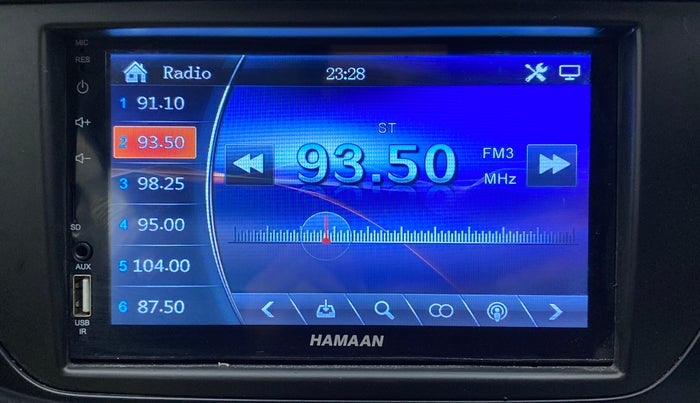 MIC
RES
Radio
23:28
1 91.10
2 93.50
3 98.25
4 95.00
5 104.00
6 87.50
ST
93.50
FM3
MHz
SD
AUX
USB
IR
HAMAAN